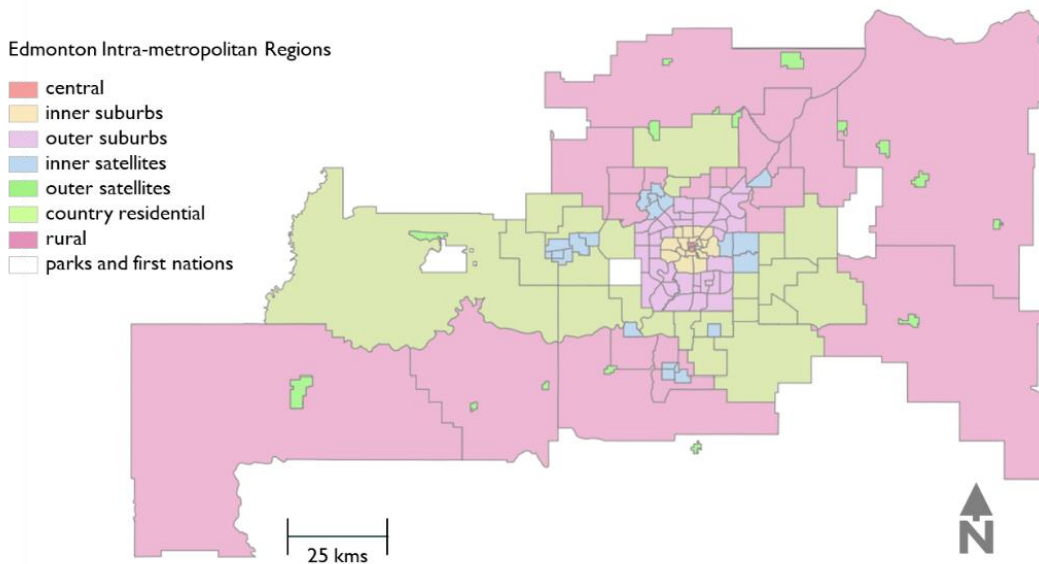 Edmonton Intra-metropolitan Regions
central
inner suburbs
outer suburbs
inner satellites
outer satellites
country residential
rural
parks and first nations
25 kms
N